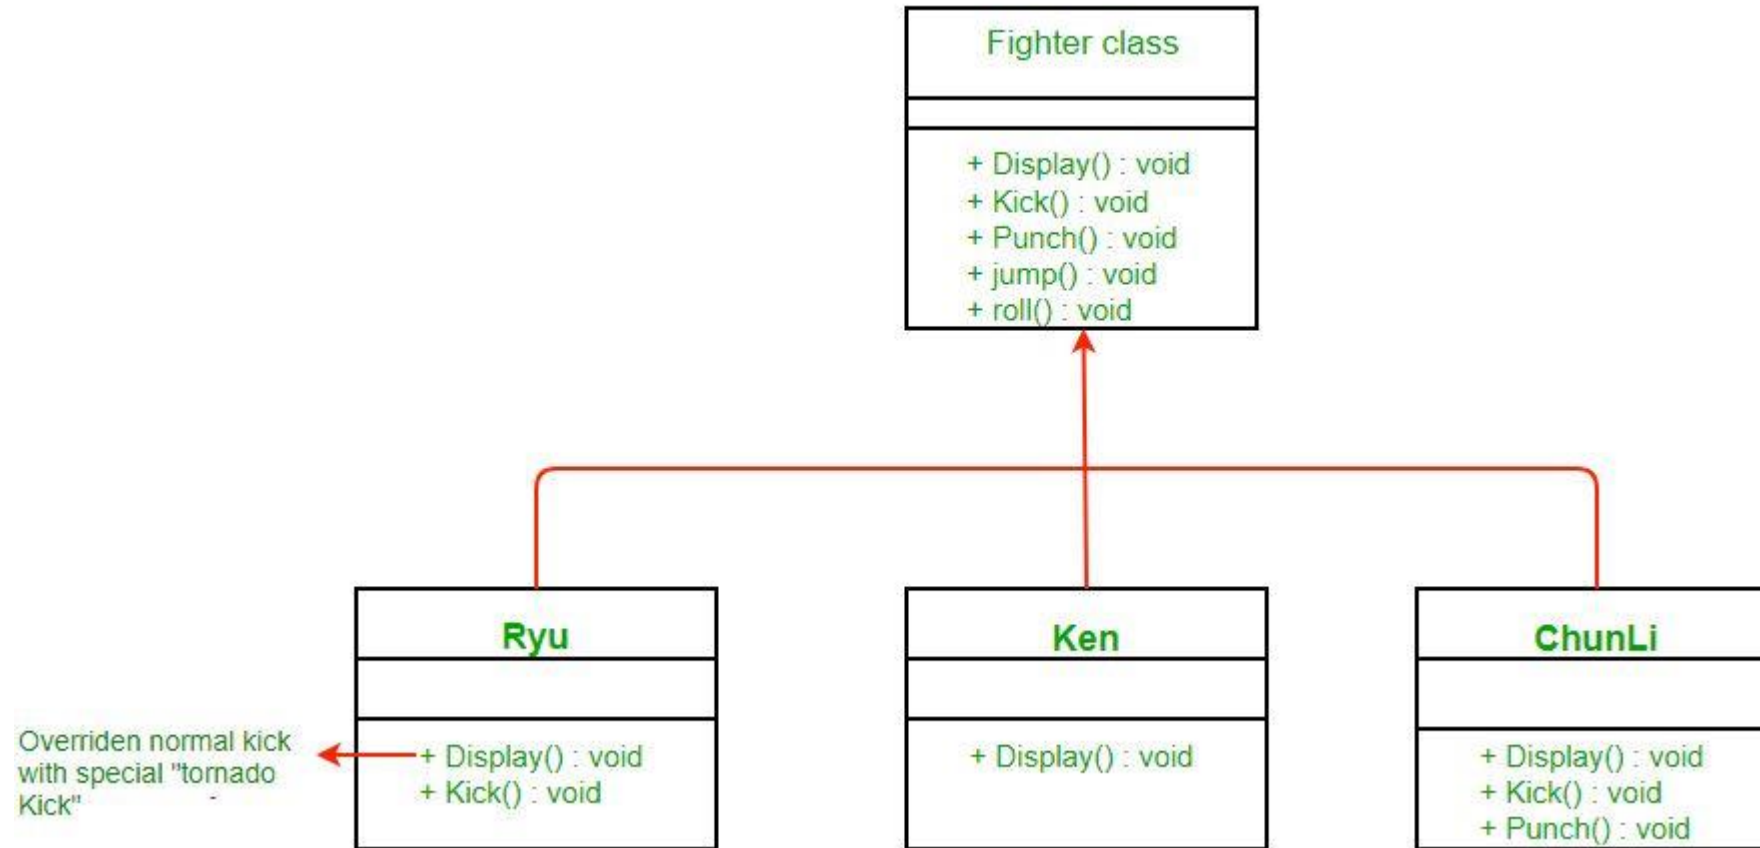 Fighter class
+ Display() : void
+ Kick() : void
+ Punch() : void
+ jump() : void
+ roll() : void
Ryu
+ Display() : void
+ Kick() : void
Overriden normal kick
with special "tornado
Kick"
Ken
+ Display() : void
ChunLi
+ Display() : void
+ Kick() : void
+ Punch() : void